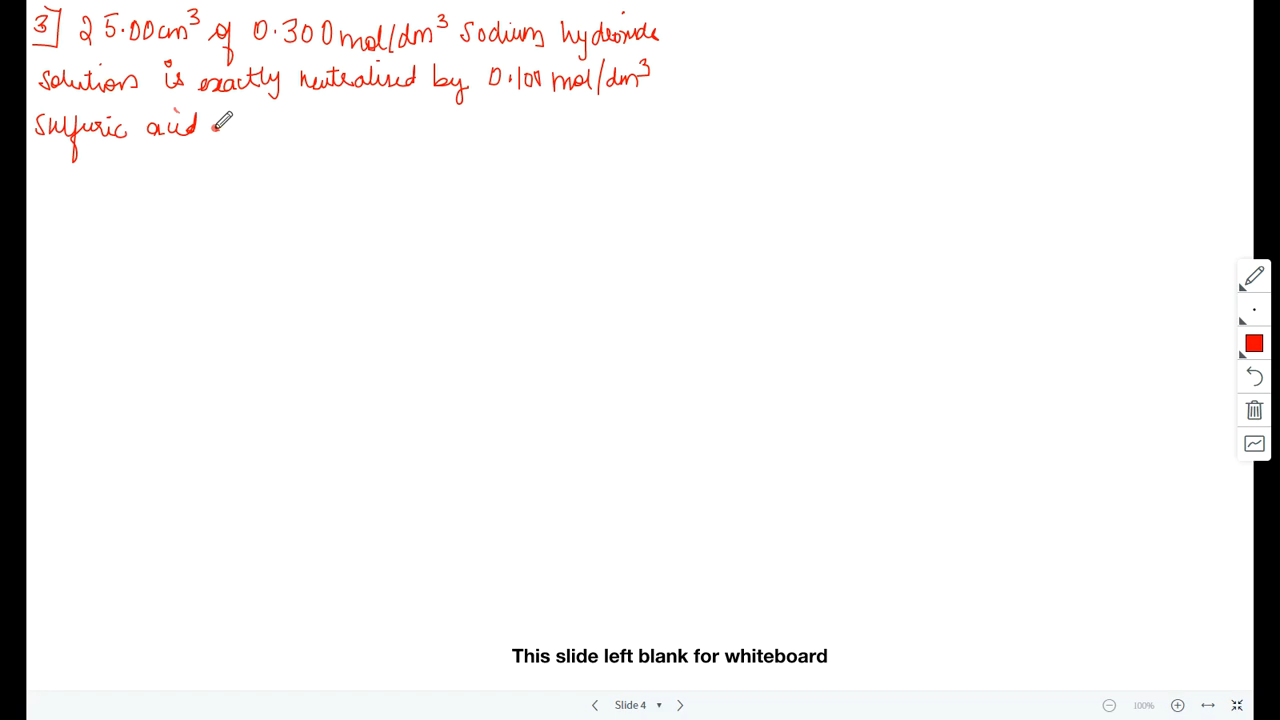 3] 25.00cm³ of 0.300 mol/dm³ sodium hydroxide
solution is exactly neutralised by 0.100 mol/dm³
sulfuric acid
This slide left blank for whiteboard
Slide 4
100%